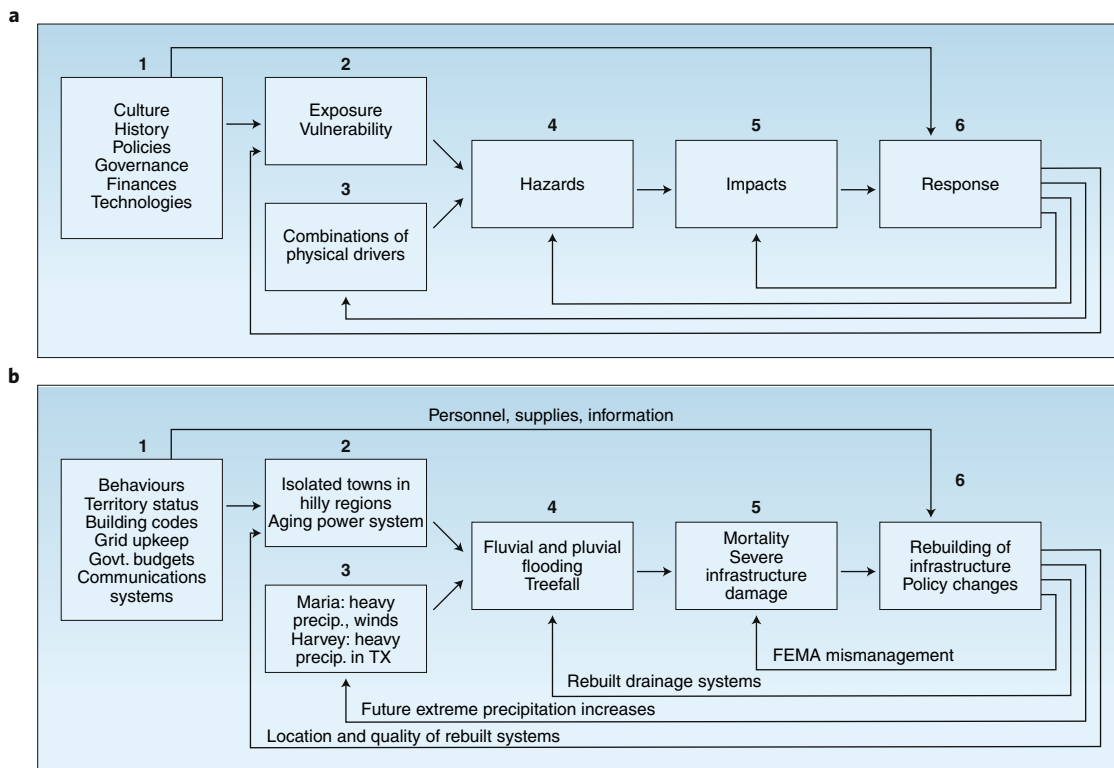 a
1
Culture
History
Policies
Governance
Finances
Technologies
2
Exposure
Vulnerability
3
Combinations of
physical drivers
4
Hazards
5
Impacts
6
Response
b
Personnel, supplies, information
1
Behaviours
Territory status
Building codes
Grid upkeep
Govt. budgets
Communications
systems
2
Isolated towns in
hilly regions
Aging power system
3
Maria: heavy
precip., winds
Harvey: heavy
precip. in TX
4
Fluvial and pluvial
flooding
Treefall
5
Mortality
Severe
infrastructure
damage
6
Rebuilding of
infrastructure
Policy changes
FEMA mismanagement
Rebuilt drainage systems
Future extreme precipitation increases
Location and quality of rebuilt systems